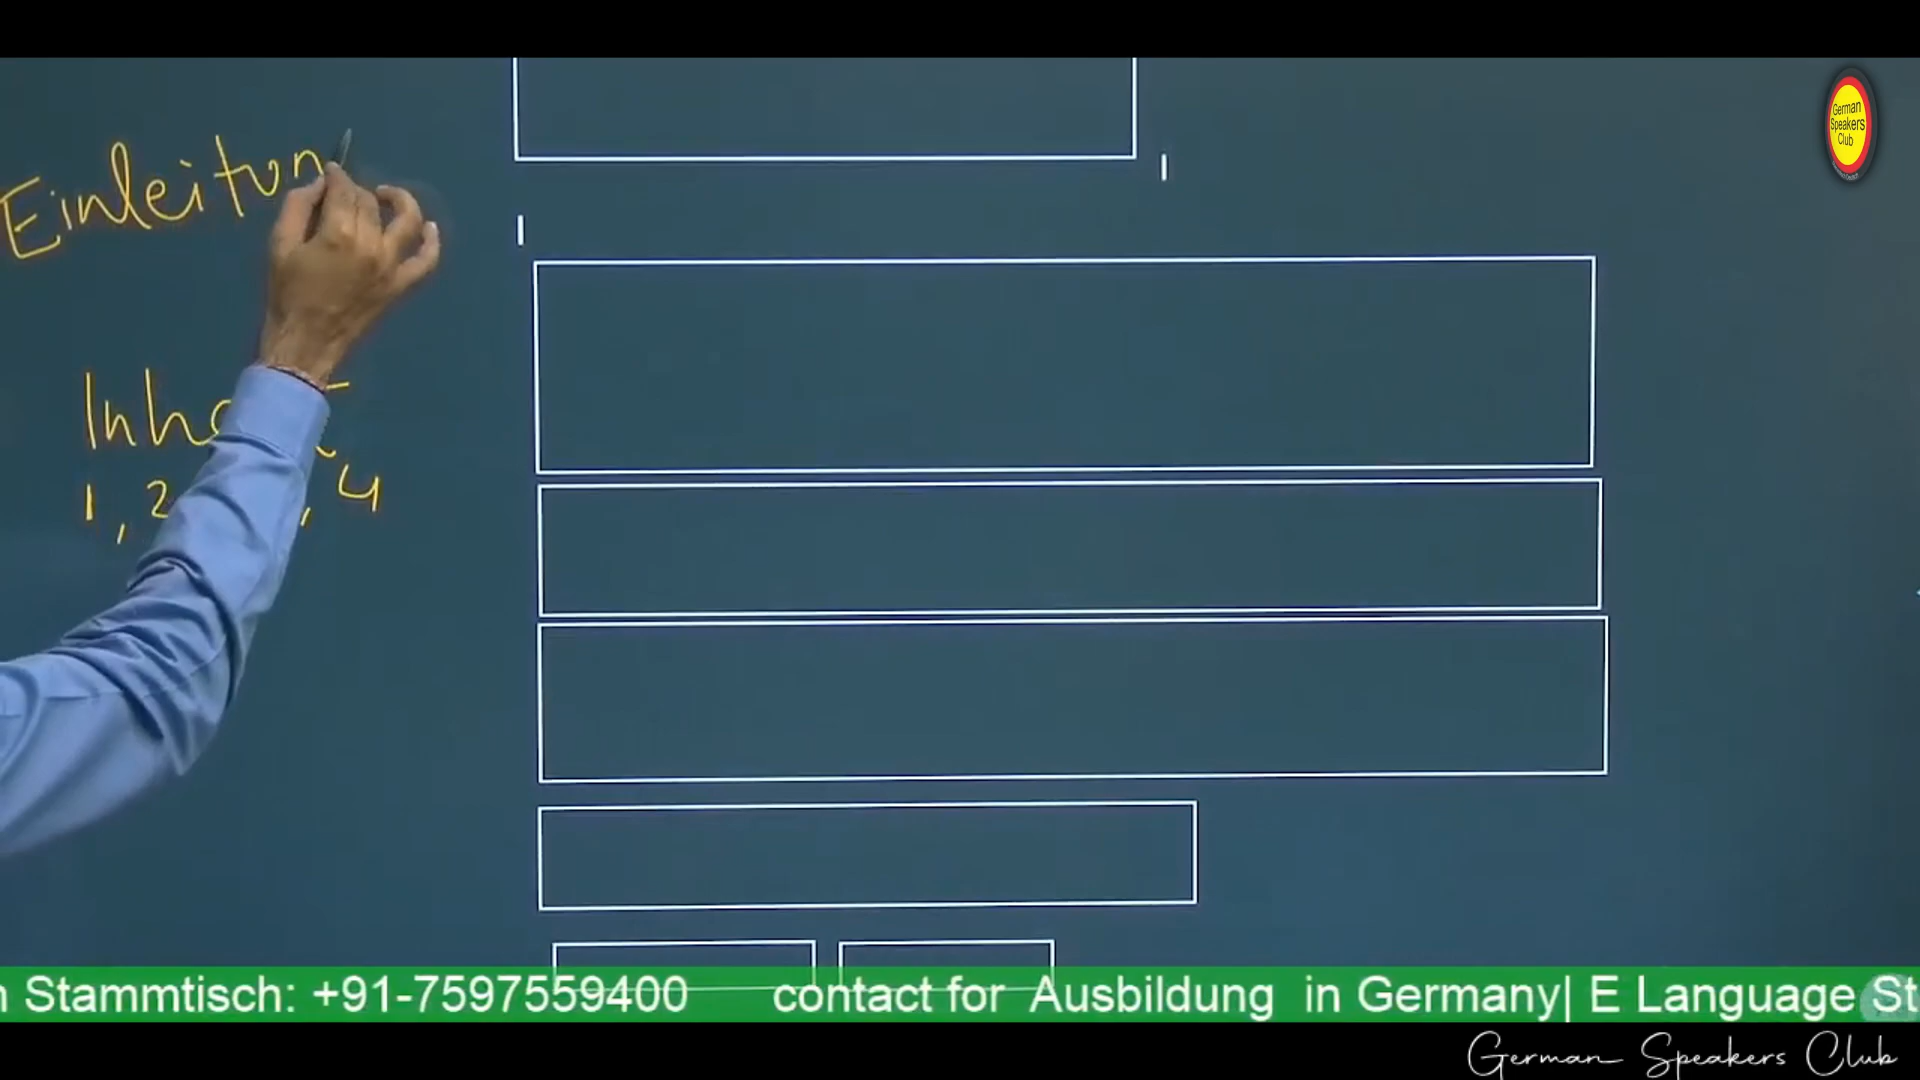 German
Speakers
Club
Einleitun
1, 2 , 4
n Stammtisch: +91-7597559400 contact for Ausbildung in Germany| E Language St
German Speakers Club